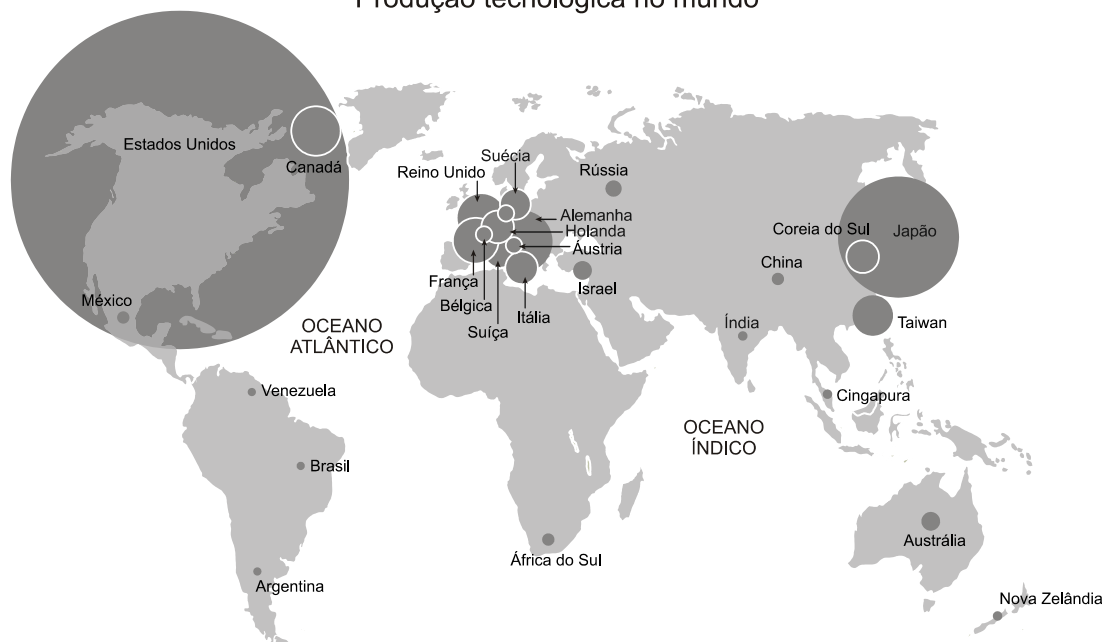 Produção tecnológica no mundo
Estados Unidos
Canadá
México
OCEANO
ATLÂNTICO
Venezuela
Brasil
Argentina
Reino Unido
Suécia
Alemanha
Holanda
Áustria
França
Bélgica
Suíça
Itália
Israel
Rússia
China
Índia
Coreia do Sul
Japão
Taiwan
Cingapura
OCEANO
ÍNDICO
África do Sul
Austrália
Nova Zelândia